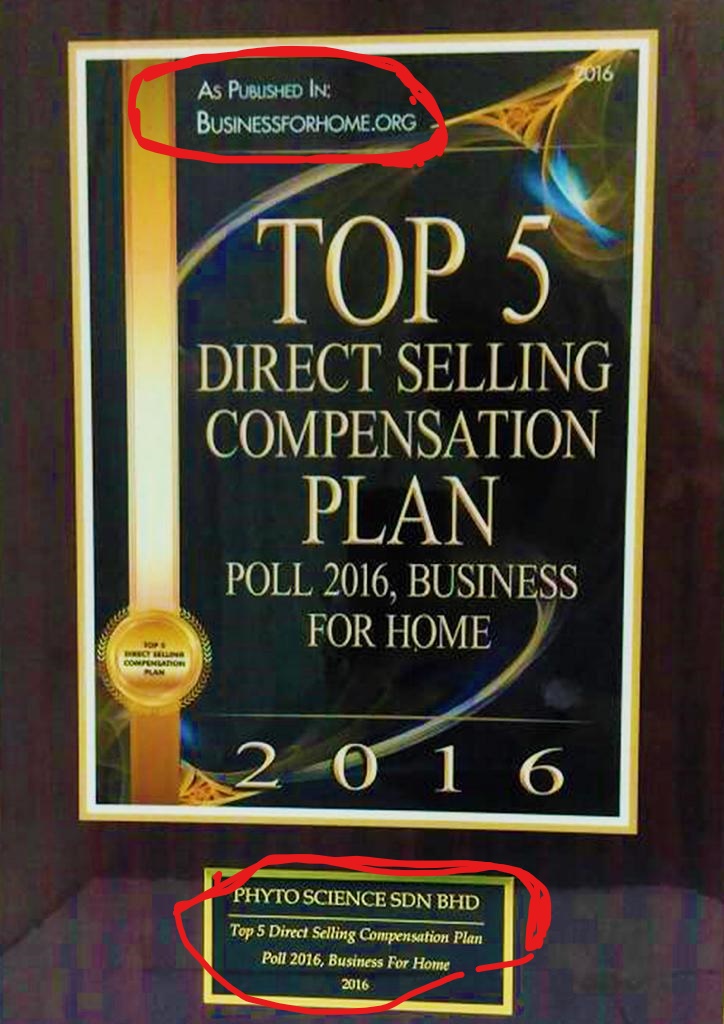 2016
AS PUBLISHED IN:
BUSINESSFORHOME.ORG
TOP 5
DIRECT SELLING
COMPENSATION
PLAN
POLL 2016, BUSINESS
FOR HOME
TOP 5
DIRECT SELLING
COMPENSATION
PLAN
2016
PHYTO SCIENCE SDN BHD
Top 5 Direct Selling Compensation Plan
Poll 2016, Business For Home
2016